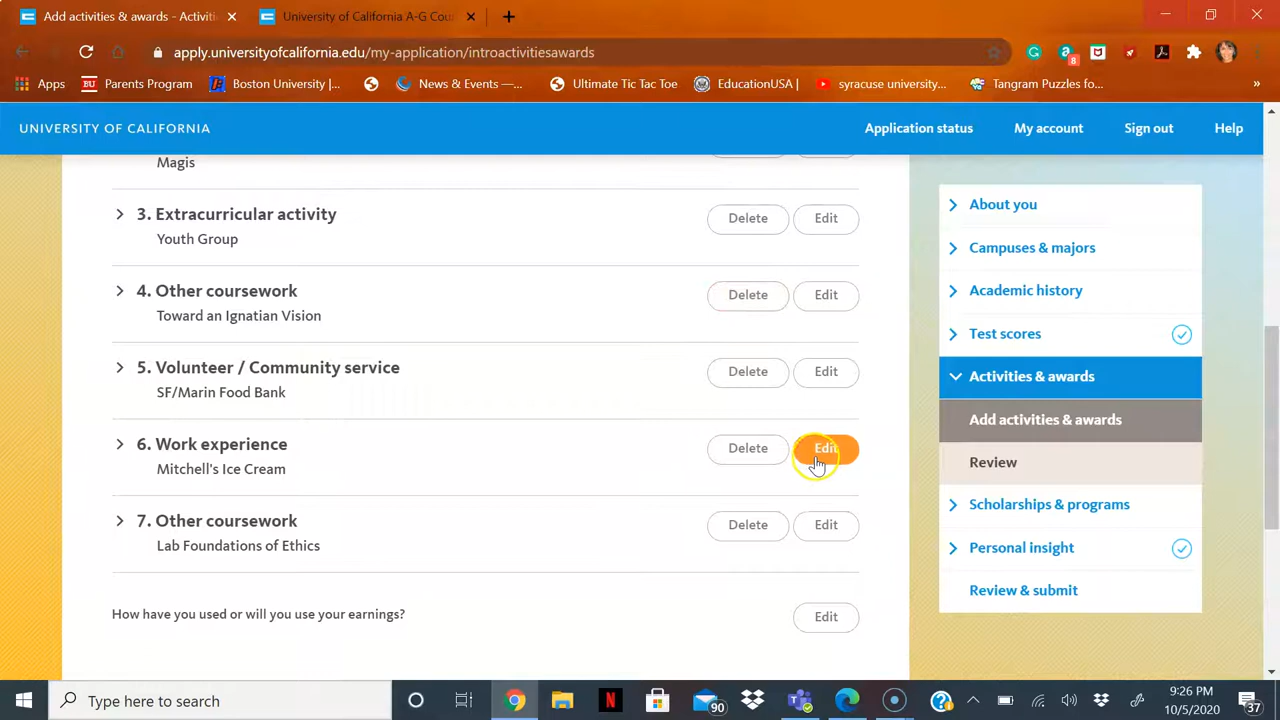 Add activities & awards - Activiti
University of California A-G Cou
apply.universityofcalifornia.edu/my-application/introactivitiesawards
8
Apps
BU
Parents Program
Boston University |...
News & Events —...
Ultimate Tic Tac Toe
EducationUSA |
syracuse university...
Tangram Puzzles fo...
»
UNIVERSITY OF CALIFORNIA
Application status
My account
Sign out
Help
Magis
3. Extracurricular activity
Youth Group
Delete
Edit
4. Other coursework
Toward an Ignatian Vision
Delete
Edit
5. Volunteer / Community service
SF/Marin Food Bank
Delete
Edit
6. Work experience
Mitchell's Ice Cream
Delete
Edit
7. Other coursework
Lab Foundations of Ethics
Delete
Edit
How have you used or will you use your earnings?
Edit
About you
Campuses & majors
Academic history
Test scores
Activities & awards
Add activities & awards
Review
Scholarships & programs
Personal insight
Review & submit
Type here to search
N
90
9:26 PM
10/5/2020
37